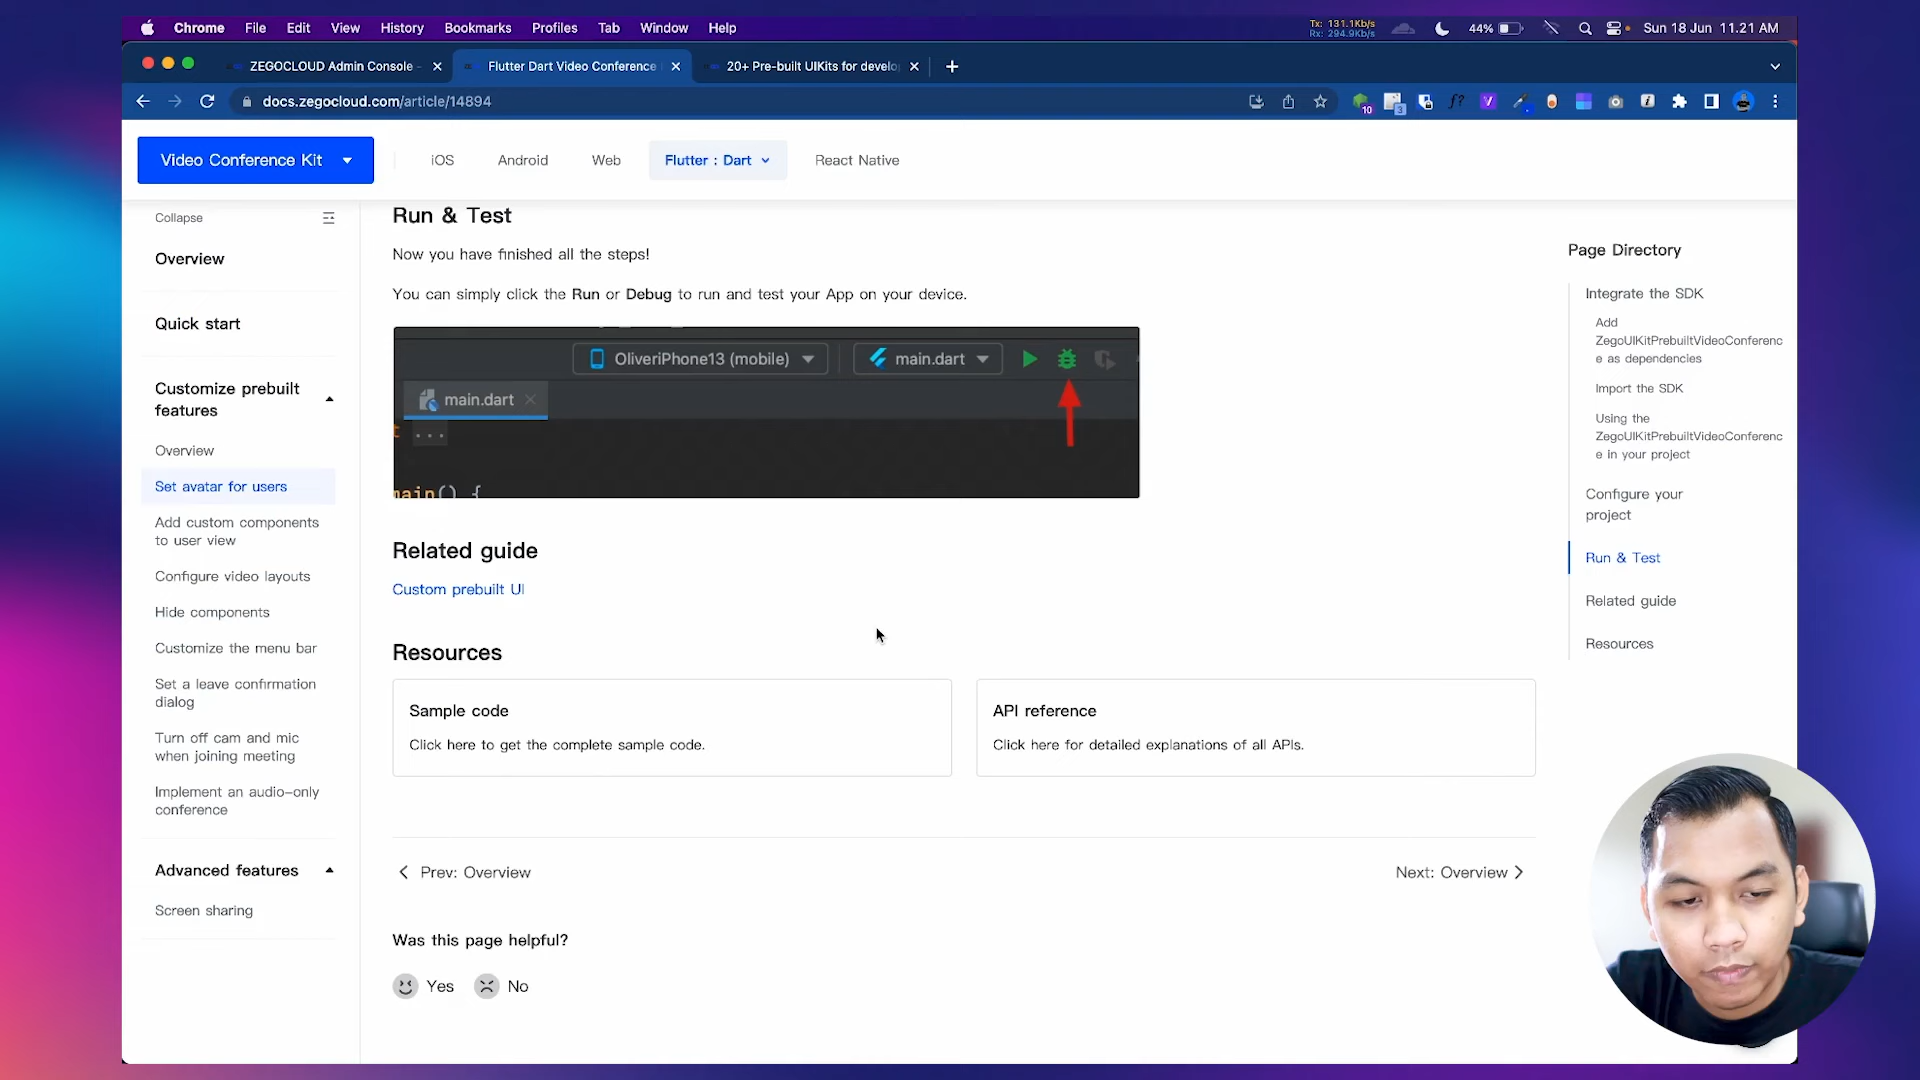 Chrome File Edit View History Bookmarks Profiles Tab Window Help
Tx: 131.1Kb/s
Rx: 294.9Kb/s
44%
Sun 18 Jun 11.21 AM
ZEGOCLOUD Admin Console -
Flutter Dart Video Conference
20+ Pre-built UIKits for develo
docs.zegocloud.com/article/14894
10
3
f?
V
Video Conference Kit
iOS
Android
Web
Flutter : Dart
React Native
Collapse
Overview
Quick start
Customize prebuilt
features
Overview
Set avatar for users
Add custom components
to user view
Configure video layouts
Hide components
Customize the menu bar
Set a leave confirmation
dialog
Turn off cam and mic
when joining meeting
Implement an audio-only
conference
Advanced features
Screen sharing
Run & Test
Now you have finished all the steps!
You can simply click the Run or Debug to run and test your App on your device.
OliveriPhone13 (mobile)
main.dart
main.dart
t ...
main() {
Related guide
Custom prebuilt UI
Resources
Sample code
Click here to get the complete sample code.
API reference
Click here for detailed explanations of all APIs.
Prev: Overview
Next: Overview
Was this page helpful?
Yes
No
Page Directory
Integrate the SDK
Add
ZegoUIKitPrebuiltVideoConferenc
e as dependencies
Import the SDK
Using the
ZegoUIKitPrebuiltVideoConferenc
e in your project
Configure your
project
Run & Test
Related guide
Resources